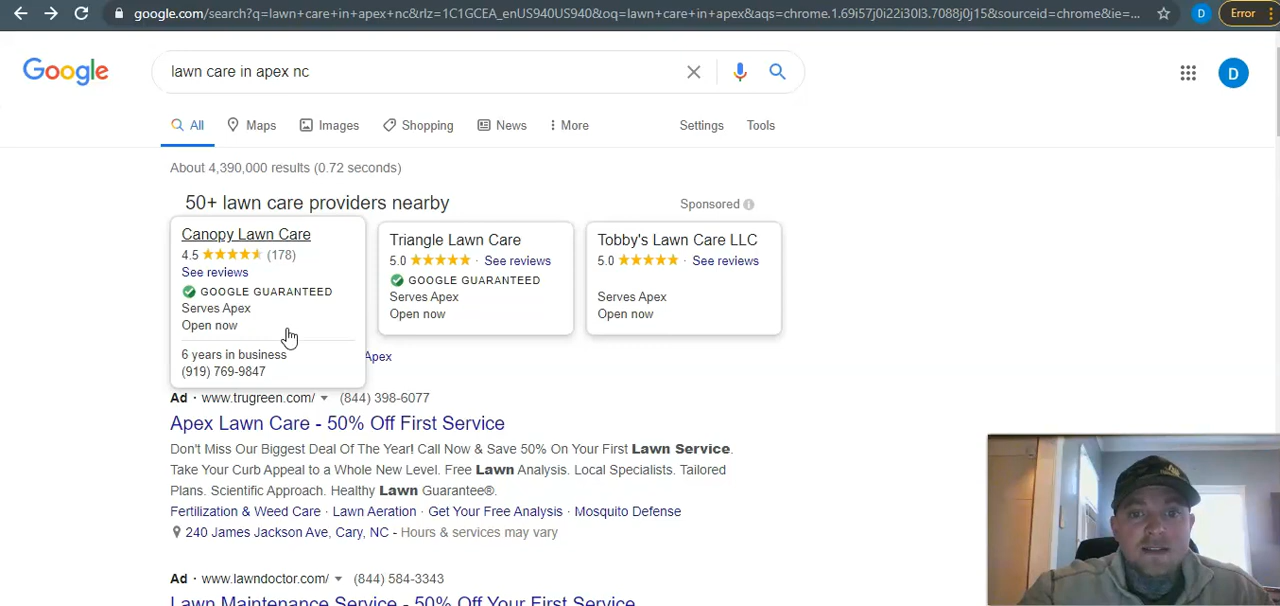 google.com/search?q=lawn+care+in+apex+nc&rlz=1C1GCEA_enUS940US940&oq=lawn+care+in+apex&aqs=chrome.1.69i57j0i22i30l3.7088j0j15&sourceid=chrome&ie=... D Error
Google lawn care in apex nc D
All Maps Images Shopping News More Settings Tools
About 4,390,000 results (0.72 seconds)
50+ lawn care providers nearby Sponsored
Canopy Lawn Care
4.5 (178)
See reviews
GOOGLE GUARANTEED
Serves Apex
Open now
6 years in business
(919) 769-9847
Triangle Lawn Care
5.0 · See reviews
GOOGLE GUARANTEED
Serves Apex
Open now
Tobby's Lawn Care LLC
5.0 · See reviews
Serves Apex
Open now
Apex
Ad · www.trugreen.com/ (844) 398-6077
Apex Lawn Care - 50% Off First Service
Don't Miss Our Biggest Deal Of The Year! Call Now & Save 50% On Your First Lawn Service.
Take Your Curb Appeal to a Whole New Level. Free Lawn Analysis. Local Specialists. Tailored
Plans. Scientific Approach. Healthy Lawn Guarantee®.
Fertilization & Weed Care · Lawn Aeration · Get Your Free Analysis · Mosquito Defense
240 James Jackson Ave, Cary, NC - Hours & services may vary
Ad · www.lawndoctor.com/ (844) 584-3343
Lawn Maintenance Service - 50% Off Your First Service